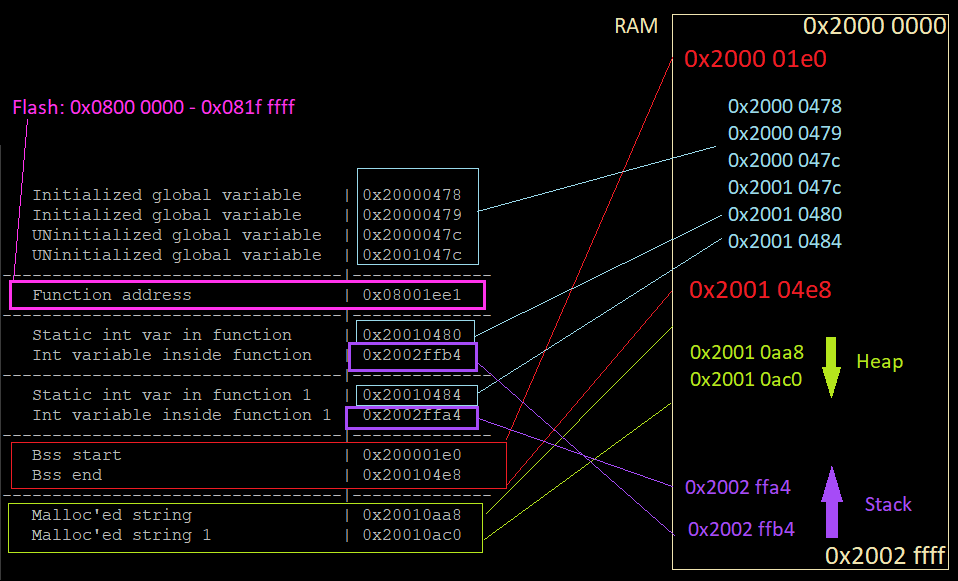 RAM
0x2000 0000
0x2000 01e0
Flash: 0x0800 0000 - 0x081f ffff
0x2000 0478
0x2000 0479
0x2000 047c
0x2001 047c
0x2001 0480
0x2001 0484
Initialized global variable | 0x20000478
Initialized global variable | 0x20000479
UNinitialized global variable | 0x2000047c
UNinitialized global variable | 0x2001047c
Function address | 0x08001ee1
Static int var in function | 0x20010480
Int variable inside function | 0x2002ffb4
Static int var in function 1 | 0x20010484
Int variable inside function 1 | 0x2002ffa4
Bss start | 0x200001e0
Bss end | 0x200104e8
Malloc'ed string | 0x20010aa8
Malloc'ed string 1 | 0x20010ac0
0x2001 04e8
0x2001 0aa8
0x2001 0ac0
Heap
0x2002 ffa4
Stack
0x2002 ffb4
0x2002 ffff